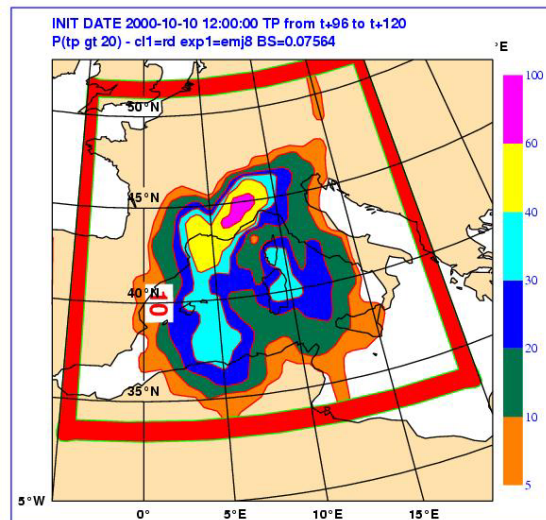 INIT DATE 2000-10-10 12:00:00 TP from t+96 to t+120
P(tp gt 20) - cl1=rd exp1=emj8 BS=0.07564
°E
100
50°N
60
45°N
40
40°N
10
30
20
35°N
10
5
5°W
0°
5°E
10°E
15°E